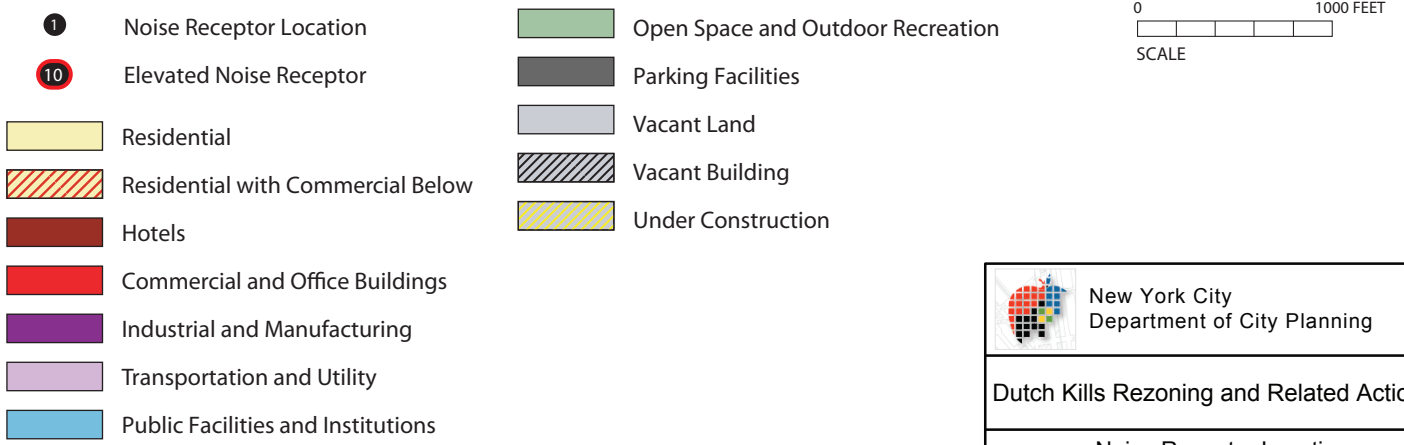 1 Noise Receptor Location
10 Elevated Noise Receptor
Residential
Residential with Commercial Below
Hotels
Commercial and Office Buildings
Industrial and Manufacturing
Transportation and Utility
Public Facilities and Institutions
Open Space and Outdoor Recreation
Parking Facilities
Vacant Land
Vacant Building
Under Construction
0 1000 FEET
SCALE
New York City
Department of City Planning
Dutch Kills Rezoning and Related Actio